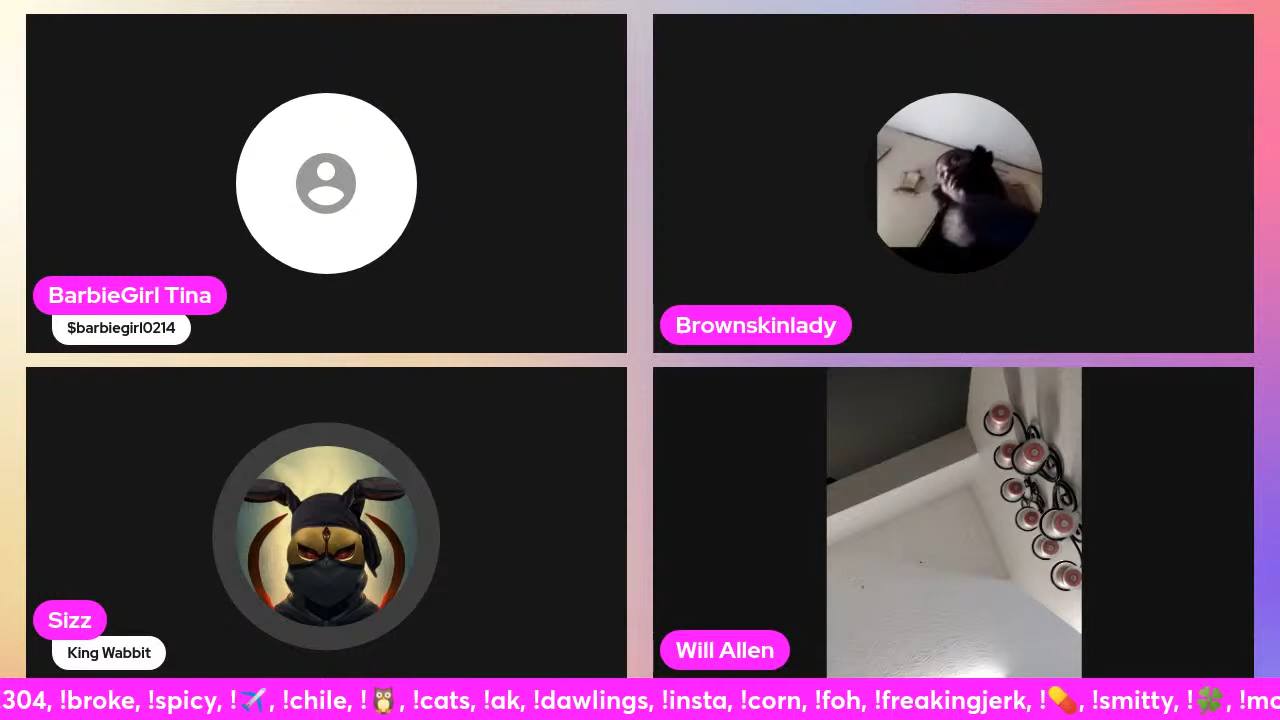 BarbieGirl Tina
$barbiegirl0214
Brownskinlady
Sizz
King Wabbit
Will Allen
304, !broke, !spicy, !✈️, !chile, !🦉, !cats, !ak, !dawlings, !insta, !corn, !foh, !freakingjerk, !💊, !smitty, !🍀,